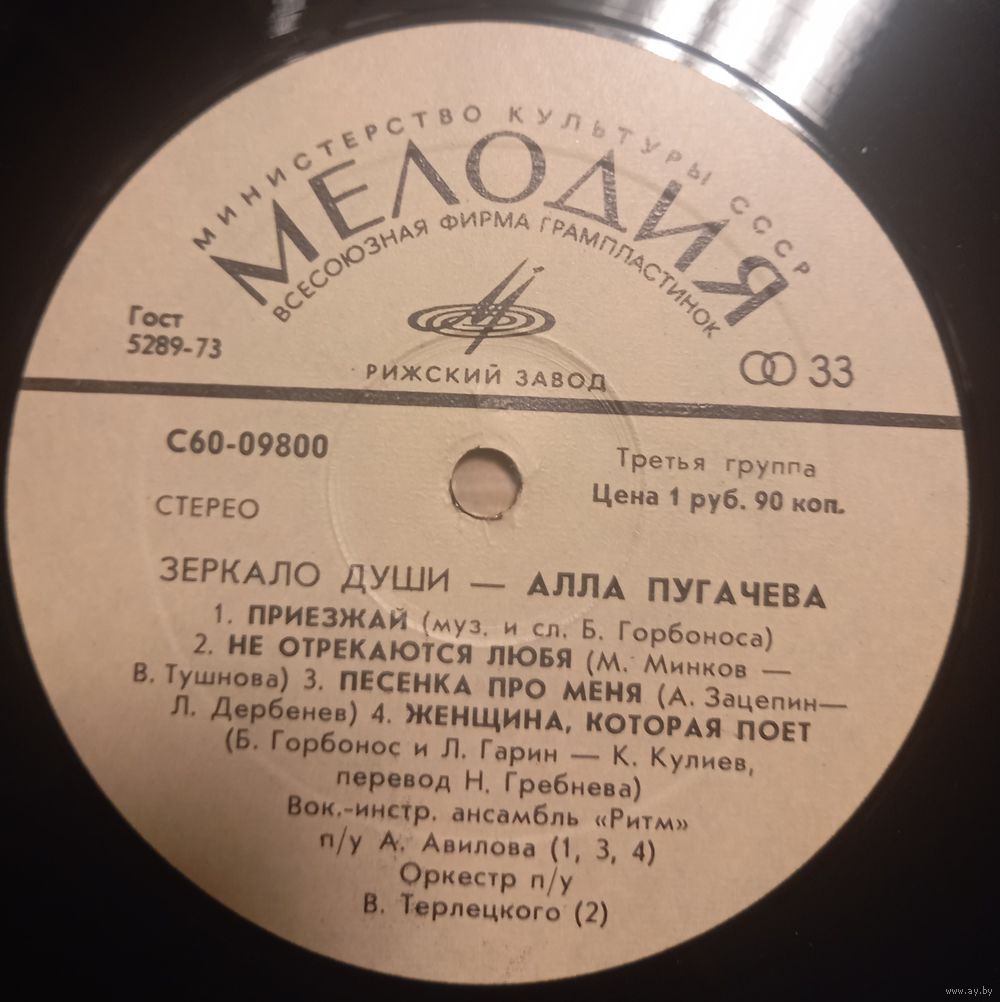 МИНИСТЕРСТВО КУЛЬТУРЫ СССР
МЕЛОДИЯ
ВСЕСОЮЗНАЯ ФИРМА ГРАМПЛАСТИНОК
Гост
5289-73
РИЖСКИЙ ЗАВОД
33
С60-09800
Третья группа
Цена 1 руб. 90 коп.
СТЕРЕО
ЗЕРКАЛО ДУШИ — АЛЛА ПУГАЧЕВА
1. ПРИЕЗЖАЙ (муз. и сл. Б. Горбоноса)
2. НЕ ОТРЕКАЮТСЯ ЛЮБЯ (М. Минков —
В. Тушнова) 3. ПЕСЕНКА ПРО МЕНЯ (А. Зацепин—
Л. Дербенев) 4. ЖЕНЩИНА, КОТОРАЯ ПОЕТ
(Б. Горбонос и Л. Гарин — К. Кулиев,
перевод Н. Гребнева)
Вок.-инстр. ансамбль «Ритм»
п/у А. Авилова (1, 3, 4)
Оркестр п/у
В. Терлецкого (2)
www.ay.by